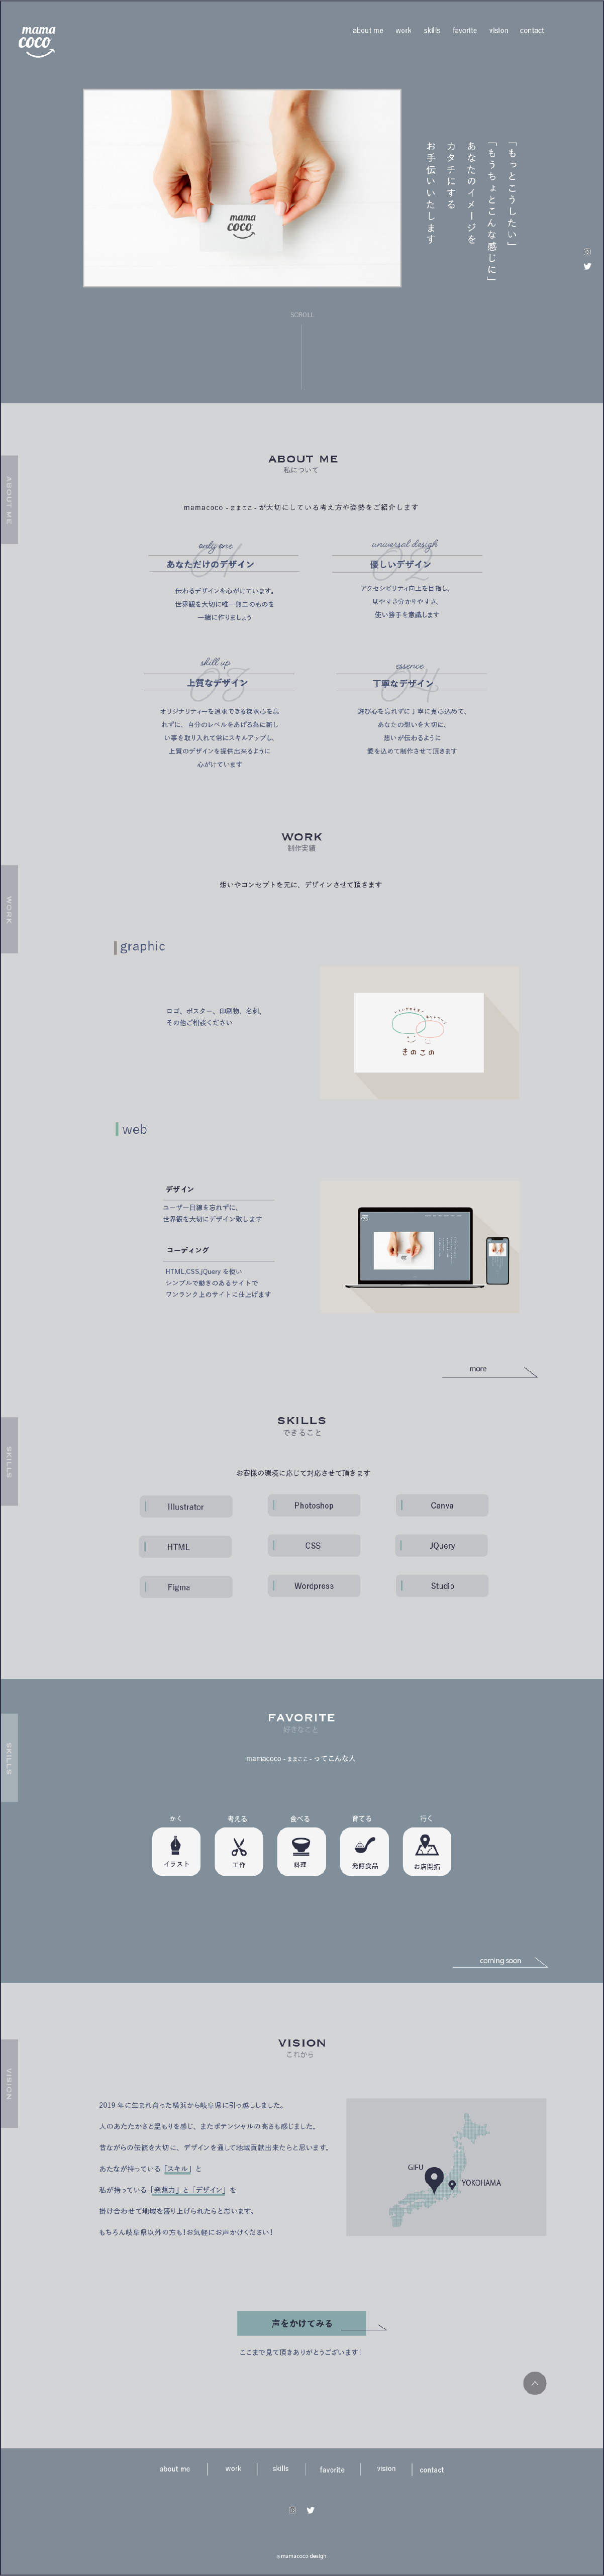 mama
coco
about me work skills favorite vision contact
mama
coco
「もっとこうしたい」
「もうちょとこんな感じに」
あなたのイメージを
カタチにする
お手伝いいたします
SCROLL
ABOUT ME
ABOUT ME
私について
mamacoco - ままここ - が大切にしている考え方や姿勢をご紹介します
01
only one
あなただけのデザイン
伝わるデザインを心がけています。
世界観を大切に唯一無二のものを
一緒に作りましょう
02
universal desigh
優しいデザイン
アクセシビリティ向上を目指し、
見やすさ分かりやすさ、
使い勝手を意識します
03
skill up
上質なデザイン
オリジナリティーを追求できる探求心を忘
れずに、自分のレベルをあげる為に新し
い事を取り入れて常にスキルアップし、
上質のデザインを提供出来るように
心がけています
04
essence
丁寧なデザイン
遊び心を忘れずに丁寧に真心込めて、
あなたの想いを大切に、
思いが伝わるように
愛を込めて制作させて頂きます
WORK
WORK
制作実績
想いやコンセプトを元に、デザインさせて頂きます
graphic
ロゴ、ポスター、印刷物、名刺、
その他ご相談ください
きのこの
web
デザイン
ユーザー目線を忘れずに、
世界観を大切にデザイン致します
コーディング
HTML,CSS,jQuery を使い
シンプルで動きのあるサイトで
ワンランク上のサイトに仕上げます
more
SKILLS
SKILLS
できること
お客様の環境に応じて対応させて頂きます
Illustrator Photoshop Canva
HTML CSS JQuery
Figma Wordpress Studio
SKILLS
FAVORITE
好きなこと
mamacoco - ままここ - ってこんな人
かく 考える 食べる 育てる 行く
イラスト 工作 料理 発酵食品 お店開拓
coming soon
VISION
VISION
これから
2019 年に生まれ育った横浜から岐阜県に引っ越ししました。
人のあたたかさと温もりを感じ、またポテンシャルの高さも感じました。
昔ながらの伝統を大切に、デザインを通して地域貢献出来たらと思います。
あたなが持っている「スキル」と
私が持っている「発想力」と「デザイン」を
掛け合わせて地域を盛り上げられたらと思います。
もちろん岐阜県以外の方も!お気軽にお声かけください!
GIFU
YOKOHAMA
声をかけてみる
ここまで見て頂きありがとうございます!
about me work skills favorite vision contact
©mamacoco desigh